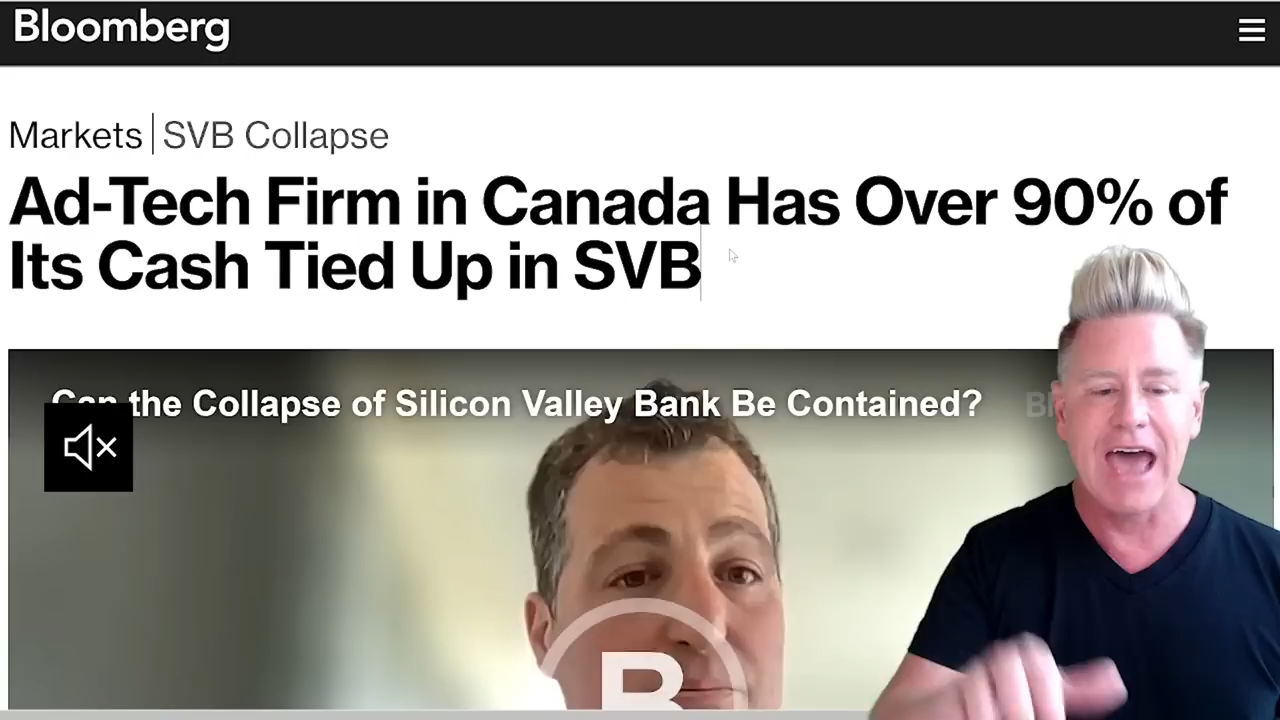 Bloomberg
Markets | SVB Collapse
Ad-Tech Firm in Canada Has Over 90% of
Its Cash Tied Up in SVB
Can the Collapse of Silicon Valley Bank Be Contained?
B